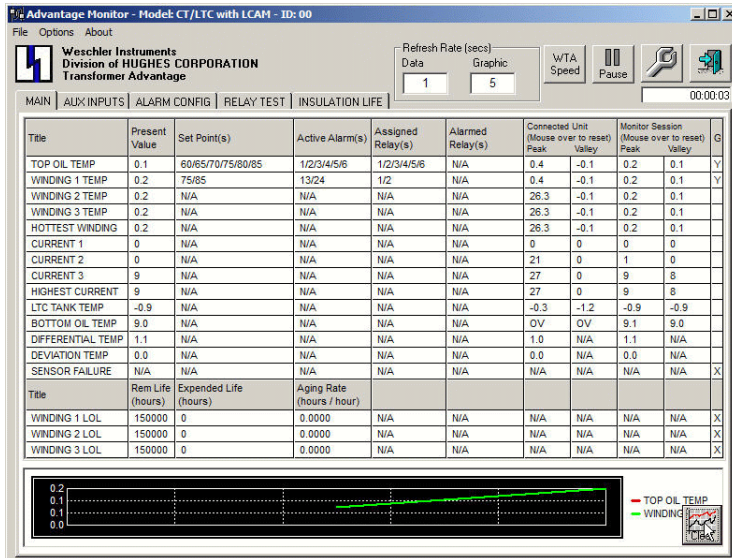 Advantage Monitor - Model: CT/LTC with LCAM - ID: 00
File Options About
Weschler Instruments
Division of HUGHES CORPORATION
Transformer Advantage
Refresh Rate (secs)
Data Graphic
1 5
WTA Speed
Pause
00:00:03
MAIN AUX INPUTS ALARM CONFIG RELAY TEST INSULATION LIFE
Title Present Value Set Point(s) Active Alarm(s) Assigned Relay(s) Alarmed Relay(s) Connected Unit (Mouse over to reset) Peak Valley Monitor Session (Mouse over to reset) Peak Valley G
TOP OIL TEMP 0.1 60/65/70/75/80/85 1/2/3/4/5/6 1/2/3/4/5/6 N/A 0.4 -0.1 0.2 0.1 Y
WINDING 1 TEMP 0.2 75/85 13/24 1/2 N/A 0.4 -0.1 0.2 0.1 Y
WINDING 2 TEMP 0.2 N/A N/A N/A N/A 26.3 -0.1 0.2 0.1
WINDING 3 TEMP 0.2 N/A N/A N/A N/A 26.3 -0.1 0.2 0.1
HOTTEST WINDING 0.2 N/A N/A N/A N/A 26.3 -0.1 0.2 0.1
CURRENT 1 0 N/A N/A N/A N/A 0 0 0 0
CURRENT 2 0 N/A N/A N/A N/A 21 0 1 0
CURRENT 3 9 N/A N/A N/A N/A 27 0 9 8
HIGHEST CURRENT 9 N/A N/A N/A N/A 27 0 9 8
LTC TANK TEMP -0.9 N/A N/A N/A N/A -0.3 -1.2 -0.9 -0.9
BOTTOM OIL TEMP 9.0 N/A N/A N/A N/A OV OV 9.1 9.0
DIFFERENTIAL TEMP 1.1 N/A N/A N/A N/A 1.0 N/A 1.1 N/A
DEVIATION TEMP 0.0 N/A N/A N/A N/A 0.0 N/A 0.0 N/A
SENSOR FAILURE N/A N/A N/A N/A N/A N/A N/A N/A N/A X
Title Rem Life (hours) Expended Life (hours) Aging Rate (hours / hour)
WINDING 1 LOL 150000 0 0.0000 N/A N/A N/A N/A N/A N/A X
WINDING 2 LOL 150000 0 0.0000 N/A N/A N/A N/A N/A N/A X
WINDING 3 LOL 150000 0 0.0000 N/A N/A N/A N/A N/A N/A X
0.2
0.1
0.1
0.0
TOP OIL TEMP
WINDING
Clear